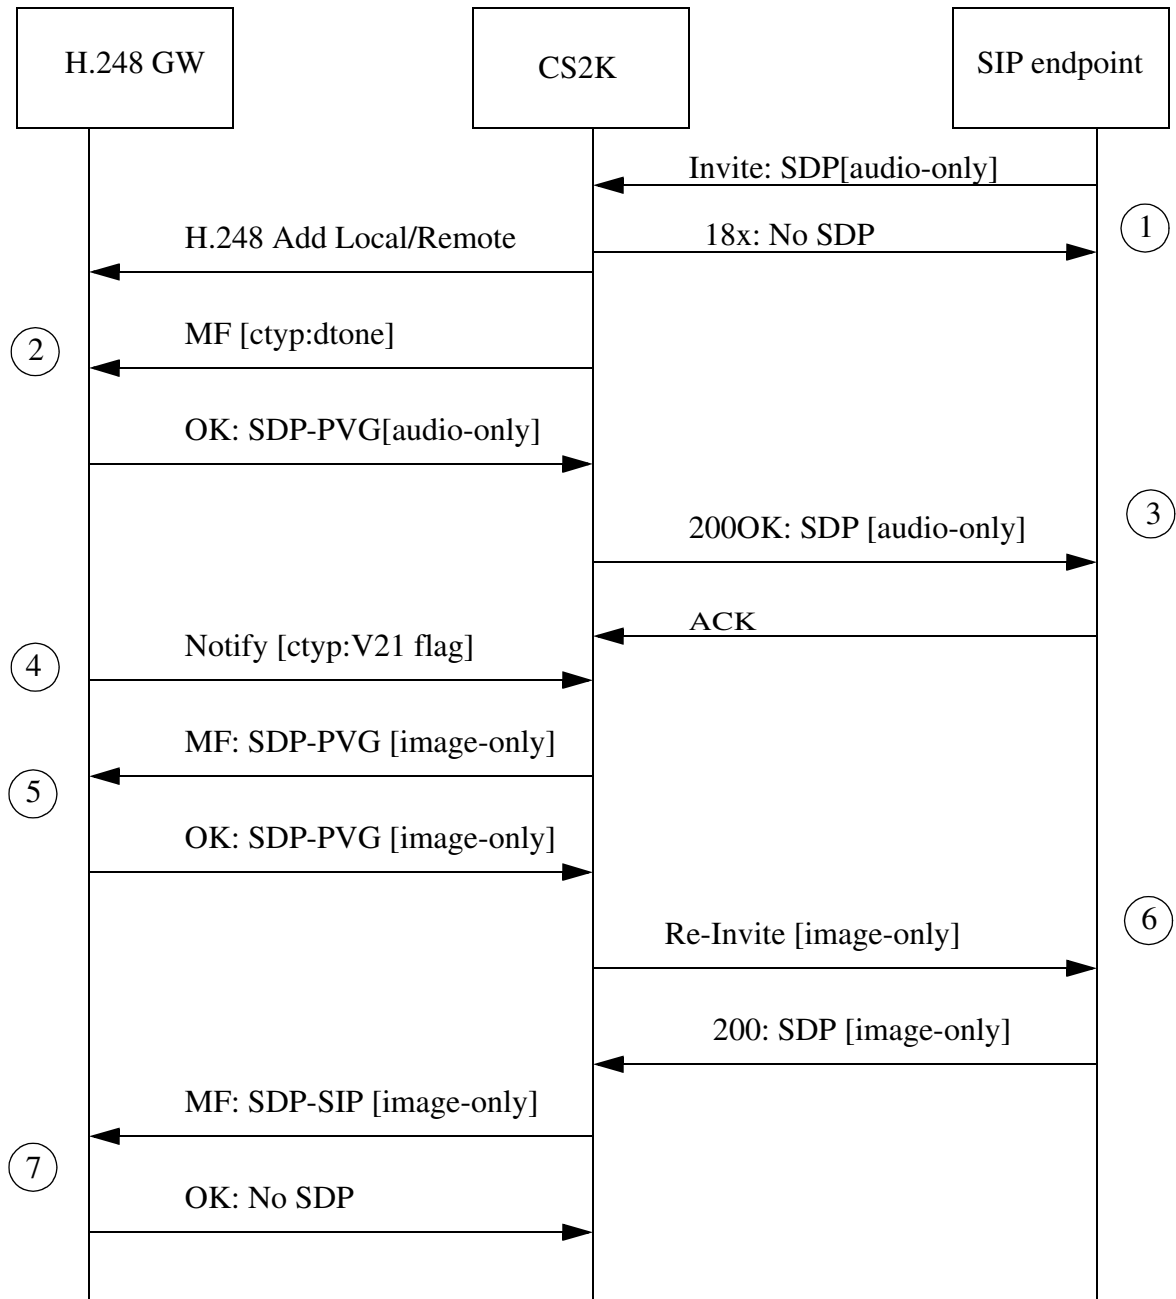 H.248 GW
CS2K
SIP endpoint
Invite: SDP[audio-only]
1
H.248 Add Local/Remote
18x: No SDP
2
MF [ctyp:dtone]
OK: SDP-PVG[audio-only]
3
200OK: SDP [audio-only]
ACK
4
Notify [ctyp:V21 flag]
MF: SDP-PVG [image-only]
5
OK: SDP-PVG [image-only]
6
Re-Invite [image-only]
200: SDP [image-only]
MF: SDP-SIP [image-only]
7
OK: No SDP